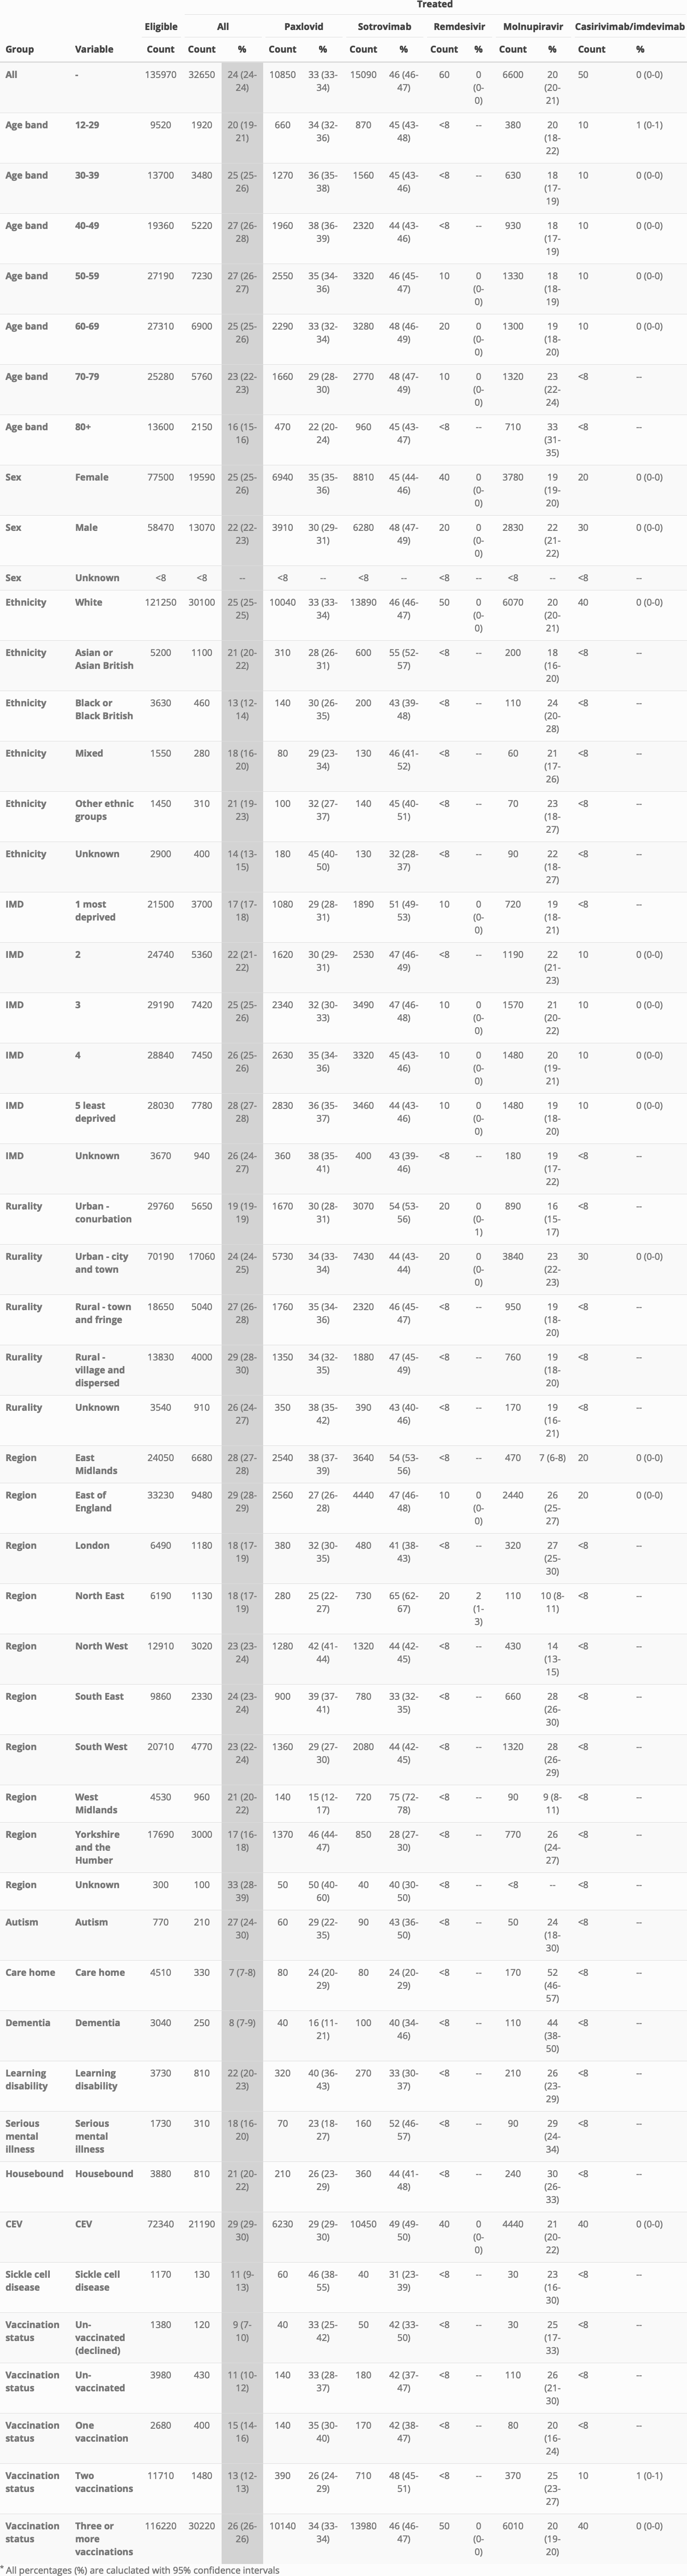 Treated
Eligible All Paxlovid Sotrovimab Remdesivir Molnupiravir Casirivimab/imdevimab
Group Variable Count Count % Count % Count % Count % Count % Count %
All - 135970 32650 24 (24- 10850 33 (33- 15090 46 (46- 60 0 6600 20 50 0 (0-0)
24) 34) 47) (0- (20-
0) 21)
Age band 12-29 9520 1920 20 (19- 660 34 (32- 870 45 (43- <8 -- 380 20 10 1 (0-1)
21) 36) 48) (18-
22)
Age band 30-39 13700 3480 25 (25- 1270 36 (35- 1560 45 (43- <8 -- 630 18 10 0 (0-0)
26) 38) 46) (17-
19)
Age band 40-49 19360 5220 27 (26- 1960 38 (36- 2320 44 (43- <8 -- 930 18 10 0 (0-0)
28) 39) 46) (17-
19)
Age band 50-59 27190 7230 27 (26- 2550 35 (34- 3320 46 (45- 10 0 1330 18 10 0 (0-0)
27) 36) 47) (0- (18-
0) 19)
Age band 60-69 27310 6900 25 (25- 2290 33 (32- 3280 48 (46- 20 0 1300 19 10 0 (0-0)
26) 34) 49) (0- (18-
0) 20)
Age band 70-79 25280 5760 23 (22- 1660 29 (28- 2770 48 (47- 10 0 1320 23 <8 --
23) 30) 49) (0- (22-
0) 24)
Age band 80+ 13600 2150 16 (15- 470 22 (20- 960 45 (43- <8 -- 710 33 <8 --
16) 24) 47) (31-
35)
Sex Female 77500 19590 25 (25- 6940 35 (35- 8810 45 (44- 40 0 3780 19 20 0 (0-0)
26) 36) 46) (0- (19-
0) 20)
Sex Male 58470 13070 22 (22- 3910 30 (29- 6280 48 (47- 20 0 2830 22 30 0 (0-0)
23) 31) 49) (0- (21-
0) 22)
Sex Unknown <8 <8 -- <8 -- <8 -- <8 -- <8 -- <8 --
Ethnicity White 121250 30100 25 (25- 10040 33 (33- 13890 46 (46- 50 0 6070 20 40 0 (0-0)
25) 34) 47) (0- (20-
0) 21)
Ethnicity Asian or 5200 1100 21 (20- 310 28 (26- 600 55 (52- <8 -- 200 18 <8 --
Asian British 22) 31) 57) (16-
20)
Ethnicity Black or 3630 460 13 (12- 140 30 (26- 200 43 (39- <8 -- 110 24 <8 --
Black British 14) 35) 48) (20-
28)
Ethnicity Mixed 1550 280 18 (16- 80 29 (23- 130 46 (41- <8 -- 60 21 <8 --
20) 34) 52) (17-
26)
Ethnicity Other ethnic 1450 310 21 (19- 100 32 (27- 140 45 (40- <8 -- 70 23 <8 --
groups 23) 37) 51) (18-
27)
Ethnicity Unknown 2900 400 14 (13- 180 45 (40- 130 32 (28- <8 -- 90 22 <8 --
15) 50) 37) (18-
27)
IMD 1 most 21500 3700 17 (17- 1080 29 (28- 1890 51 (49- 10 0 720 19 <8 --
deprived 18) 31) 53) (0- (18-
0) 21)
IMD 2 24740 5360 22 (21- 1620 30 (29- 2530 47 (46- <8 -- 1190 22 10 0 (0-0)
22) 31) 49) (21-
23)
IMD 3 29190 7420 25 (25- 2340 32 (30- 3490 47 (46- 10 0 1570 21 10 0 (0-0)
26) 33) 48) (0- (20-
0) 22)
IMD 4 28840 7450 26 (25- 2630 35 (34- 3320 45 (43- 10 0 1480 20 10 0 (0-0)
26) 36) 46) (0- (19-
0) 21)
IMD 5 least 28030 7780 28 (27- 2830 36 (35- 3460 44 (43- 10 0 1480 19 10 0 (0-0)
deprived 28) 37) 46) (0- (18-
0) 20)
IMD Unknown 3670 940 26 (24- 360 38 (35- 400 43 (39- <8 -- 180 19 <8 --
27) 41) 46) (17-
22)
Rurality Urban - 29760 5650 19 (19- 1670 30 (28- 3070 54 (53- 20 0 890 16 <8 --
conurbation 19) 31) 56) (0- (15-
1) 17)
Rurality Urban - city 70190 17060 24 (24- 5730 34 (33- 7430 44 (43- 20 0 3840 23 30 0 (0-0)
and town 25) 34) 44) (0- (22-
0) 23)
Rurality Rural - town 18650 5040 27 (26- 1760 35 (34- 2320 46 (45- <8 -- 950 19 <8 --
and fringe 28) 36) 47) (18-
20)
Rurality Rural - 13830 4000 29 (28- 1350 34 (32- 1880 47 (45- <8 -- 760 19 <8 --
village and 30) 35) 49) (18-
dispersed 20)
Rurality Unknown 3540 910 26 (24- 350 38 (35- 390 43 (40- <8 -- 170 19 <8 --
27) 42) 46) (16-
21)
Region East 24050 6680 28 (27- 2540 38 (37- 3640 54 (53- <8 -- 470 7 (6-8) 20 0 (0-0)
Midlands 28) 39) 56)
Region East of 33230 9480 29 (28- 2560 27 (26- 4440 47 (46- 10 0 2440 26 20 0 (0-0)
England 29) 28) 48) (0- (25-
0) 27)
Region London 6490 1180 18 (17- 380 32 (30- 480 41 (38- <8 -- 320 27 <8 --
19) 35) 43) (25-
30)
Region North East 6190 1130 18 (17- 280 25 (22- 730 65 (62- 20 2 110 10 (8- <8 --
19) 27) 67) (1- 11)
3)
Region North West 12910 3020 23 (23- 1280 42 (41- 1320 44 (42- <8 -- 430 14 <8 --
24) 44) 45) (13-
15)
Region South East 9860 2330 24 (23- 900 39 (37- 780 33 (32- <8 -- 660 28 <8 --
24) 41) 35) (26-
30)
Region South West 20710 4770 23 (22- 1360 29 (27- 2080 44 (42- <8 -- 1320 28 <8 --
24) 30) 45) (26-
29)
Region West 4530 960 21 (20- 140 15 (12- 720 75 (72- <8 -- 90 9 (8- <8 --
Midlands 22) 17) 78) 11)
Region Yorkshire 17690 3000 17 (16- 1370 46 (44- 850 28 (27- <8 -- 770 26 <8 --
and the 18) 47) 30) (24-
Humber 27)
Region Unknown 300 100 33 (28- 50 50 (40- 40 40 (30- <8 -- <8 -- <8 --
39) 60) 50)
Autism Autism 770 210 27 (24- 60 29 (22- 90 43 (36- <8 -- 50 24 <8 --
30) 35) 50) (18-
30)
Care home Care home 4510 330 7 (7-8) 80 24 (20- 80 24 (20- <8 -- 170 52 <8 --
29) 29) (46-
57)
Dementia Dementia 3040 250 8 (7-9) 40 16 (11- 100 40 (34- <8 -- 110 44 <8 --
21) 46) (38-
50)
Learning Learning 3730 810 22 (20- 320 40 (36- 270 33 (30- <8 -- 210 26 <8 --
disability disability 23) 43) 37) (23-
29)
Serious Serious 1730 310 18 (16- 70 23 (18- 160 52 (46- <8 -- 90 29 <8 --
mental mental 20) 27) 57) (24-
illness illness 34)
Housebound Housebound 3880 810 21 (20- 210 26 (23- 360 44 (41- <8 -- 240 30 <8 --
22) 29) 48) (26-
33)
CEV CEV 72340 21190 29 (29- 6230 29 (29- 10450 49 (49- 40 0 4440 21 40 0 (0-0)
30) 30) 50) (0- (20-
0) 22)
Sickle cell Sickle cell 1170 130 11 (9- 60 46 (38- 40 31 (23- <8 -- 30 23 <8 --
disease disease 13) 55) 39) (16-
30)
Vaccination Un- 1380 120 9 (7- 40 33 (25- 50 42 (33- <8 -- 30 25 <8 --
status vaccinated 10) 42) 50) (17-
(declined) 33)
Vaccination Un- 3980 430 11 (10- 140 33 (28- 180 42 (37- <8 -- 110 26 <8 --
status vaccinated 12) 37) 47) (21-
30)
Vaccination One 2680 400 15 (14- 140 35 (30- 170 42 (38- <8 -- 80 20 <8 --
status vaccination 16) 40) 47) (16-
24)
Vaccination Two 11710 1480 13 (12- 390 26 (24- 710 48 (45- <8 -- 370 25 10 1 (0-1)
status vaccinations 13) 29) 51) (23-
27)
Vaccination Three or 116220 30220 26 (26- 10140 34 (33- 13980 46 (46- 50 0 6010 20 40 0 (0-0)
status more 26) 34) 47) (0- (19-
vaccinations 0) 20)
* All percentages (%) are caluclated with 95% confidence intervals